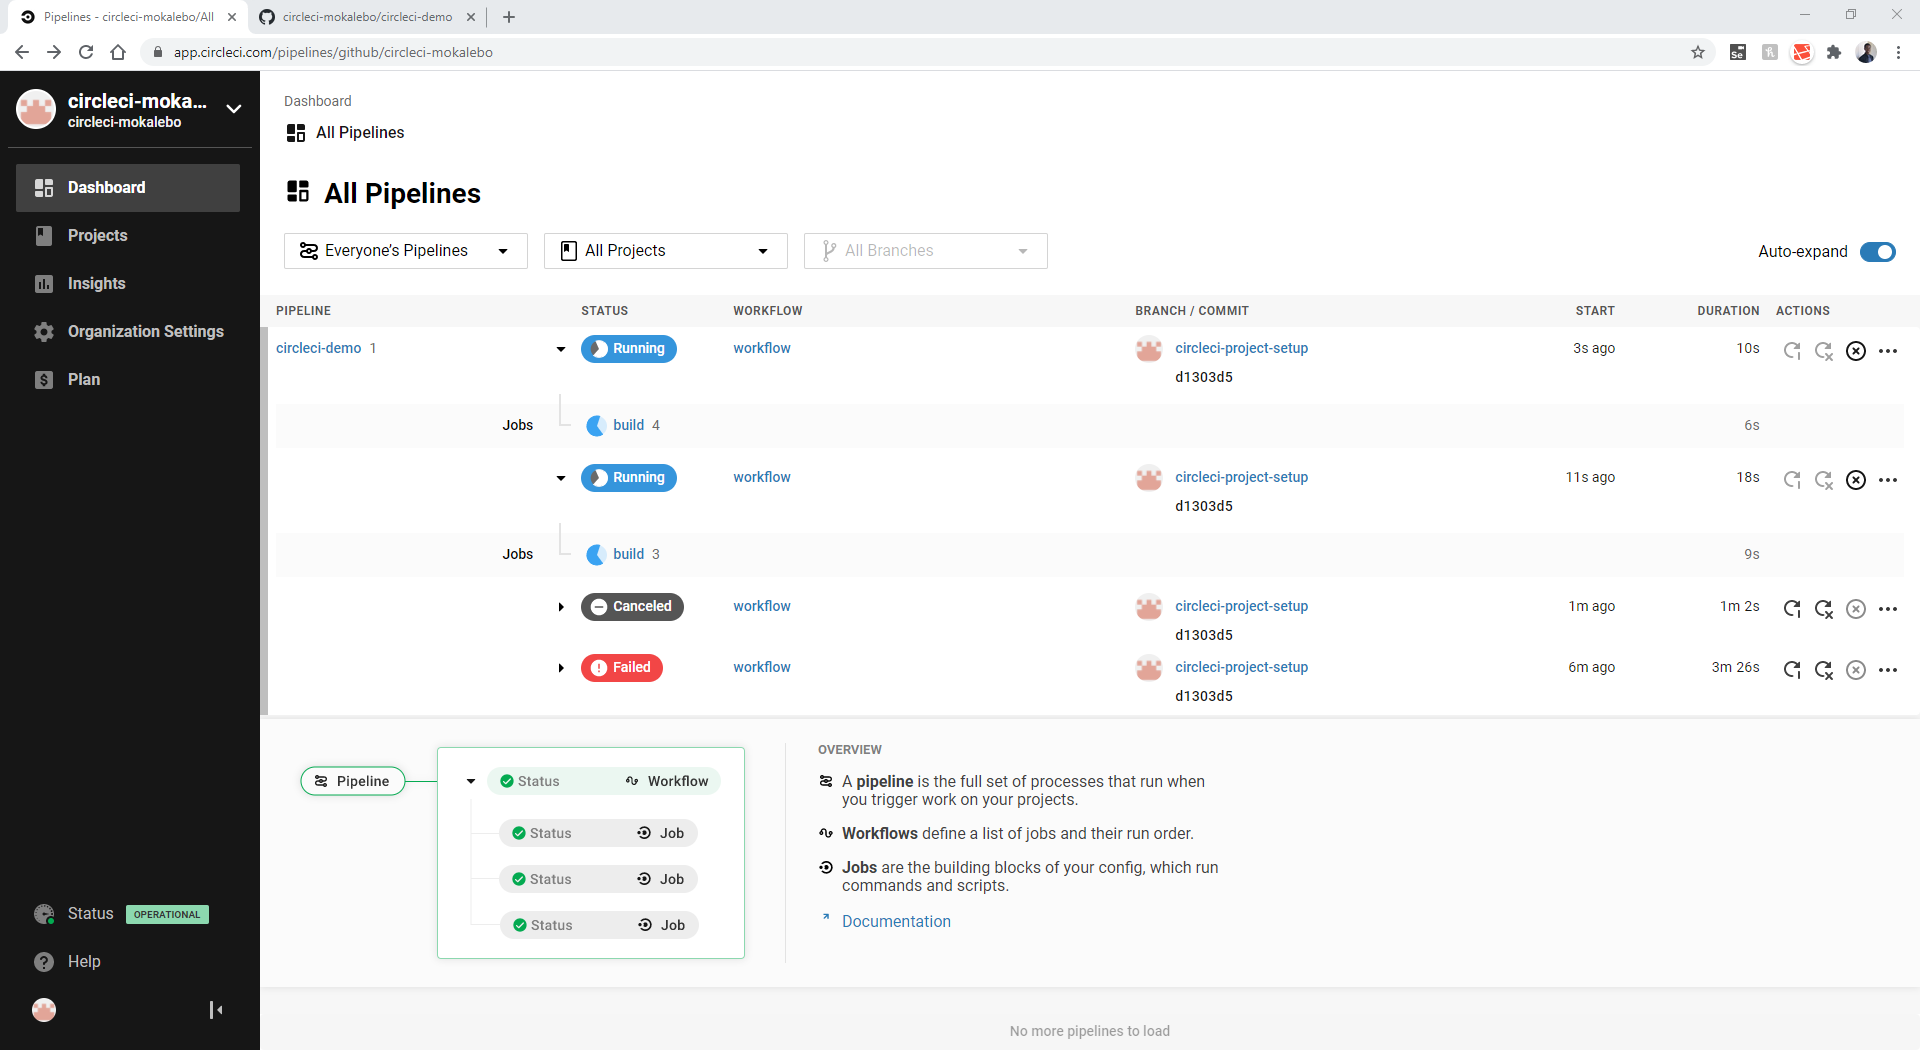 Pipelines - circleci-mokalebo/All
circleci-mokalebo/circleci-demo
app.circleci.com/pipelines/github/circleci-mokalebo
Se
circleci-moka...
circleci-mokalebo
Dashboard
Projects
Insights
Organization Settings
Plan
Status OPERATIONAL
Help
Dashboard
All Pipelines
All Pipelines
Everyone’s Pipelines All Projects All Branches Auto-expand
PIPELINE STATUS WORKFLOW BRANCH / COMMIT START DURATION ACTIONS
circleci-demo 1 Running workflow circleci-project-setup 3s ago 10s
d1303d5
Jobs build 4 6s
Running workflow circleci-project-setup 11s ago 18s
d1303d5
Jobs build 3 9s
Canceled workflow circleci-project-setup 1m ago 1m 2s
d1303d5
Failed workflow circleci-project-setup 6m ago 3m 26s
d1303d5
Pipeline
Status Workflow
Status Job
Status Job
Status Job
OVERVIEW
A pipeline is the full set of processes that run when
you trigger work on your projects.
Workflows define a list of jobs and their run order.
Jobs are the building blocks of your config, which run
commands and scripts.
Documentation
No more pipelines to load